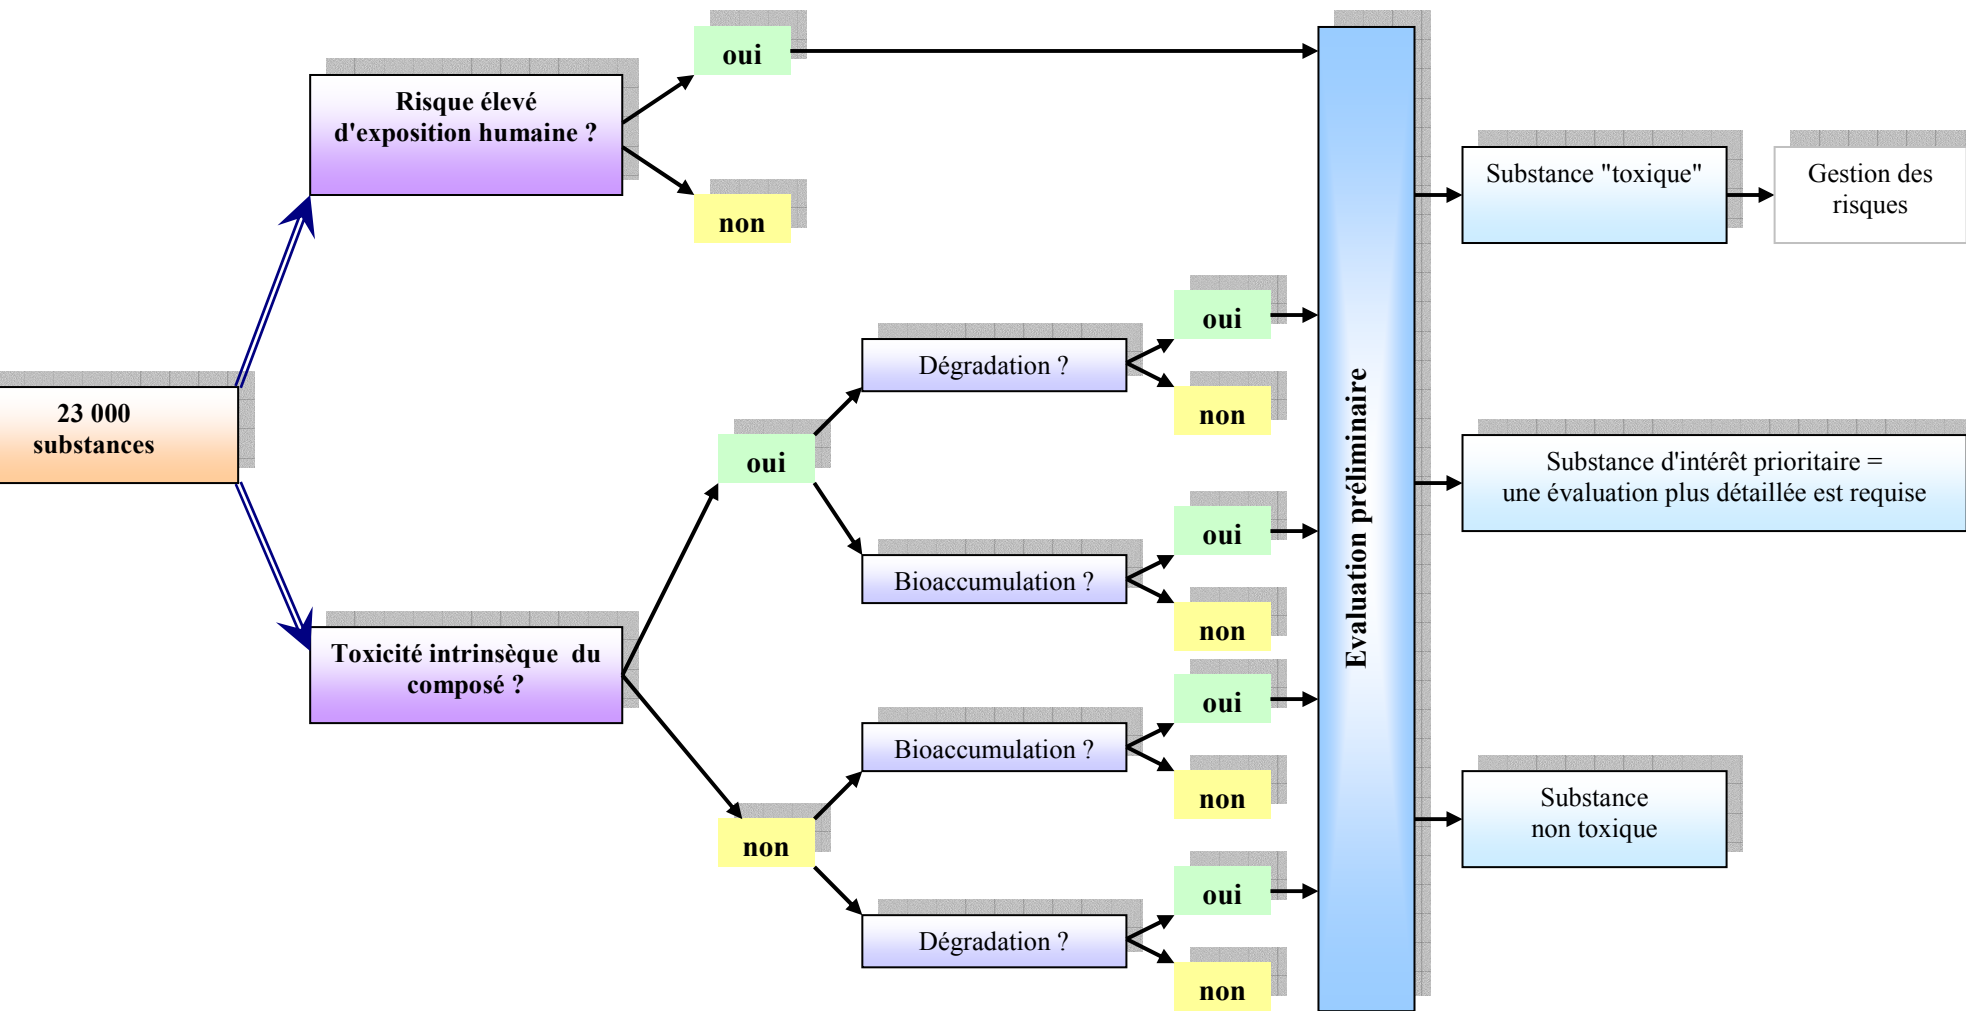 oui
Risque élevé
d'exposition humaine ?
non
Substance "toxique"
Gestion des
risques
oui
Dégradation ?
non
23 000
substances
oui
Substance d'intérêt prioritaire =
une évaluation plus détaillée est requise
oui
Bioaccumulation ?
non
Evaluation préliminaire
Toxicité intrinsèque du
composé ?
oui
Bioaccumulation ?
non
Substance
non toxique
non
oui
Dégradation ?
non